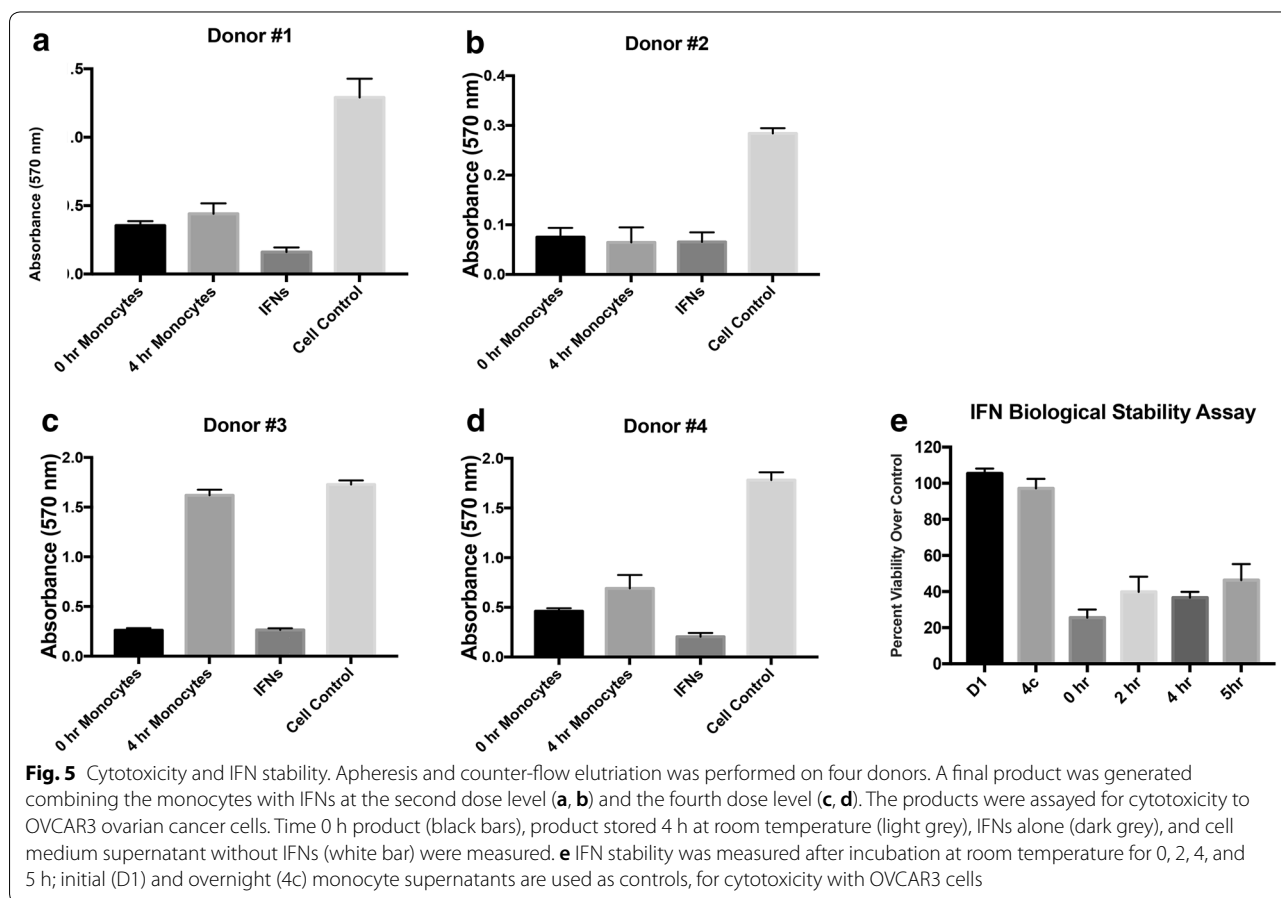 a
Donor #1
Absorbance (570 nm)
.5
.0
.5
.0
0 hr Monocytes
4 hr Monocytes
IFNs
Cell Control
b
Donor #2
Absorbance (570 nm)
0.4
0.3
0.2
0.1
0.0
0 hr Monocytes
4 hr Monocytes
IFNs
Cell Control
c
Donor #3
Absorbance (570 nm)
2.0
1.5
1.0
0.5
0.0
0 hr Monocytes
4 hr Monocytes
IFNs
Cell Control
d
Donor #4
Absorbance (570 nm)
2.0
1.5
1.0
0.5
0.0
0 hr Monocytes
4 hr Monocytes
IFNs
Cell Control
e
IFN Biological Stability Assay
Percent Viability Over Control
120
100
80
60
40
20
0
D1
4c
0 hr
2 hr
4 hr
5hr
Fig. 5 Cytotoxicity and IFN stability. Apheresis and counter-flow elutriation was performed on four donors. A final product was generated
combining the monocytes with IFNs at the second dose level (a, b) and the fourth dose level (c, d). The products were assayed for cytotoxicity to
OVCAR3 ovarian cancer cells. Time 0 h product (black bars), product stored 4 h at room temperature (light grey), IFNs alone (dark grey), and cell
medium supernatant without IFNs (white bar) were measured. e IFN stability was measured after incubation at room temperature for 0, 2, 4, and
5 h; initial (D1) and overnight (4c) monocyte supernatants are used as controls, for cytotoxicity with OVCAR3 cells